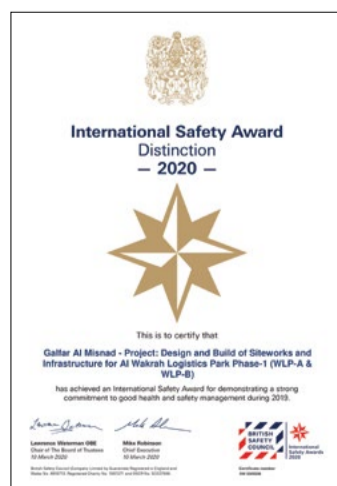 International Safety Award
Distinction
— 2020 —
This is to certify that
Galfar Al Misnad - Project: Design and Build of Siteworks and
Infrastructure for Al Wakrah Logistics Park Phase-1 (WLP-A &
WLP-B)
has achieved an International Safety Award for demonstrating a strong
commitment to good health and safety management during 2019.
Lawrence Waterman OBE
Chair of The Board of Trustees
10 March 2020
Mike Robinson
Chief Executive
10 March 2020
BRITISH
SAFETY
COUNCIL
International
Safety Awards
2020